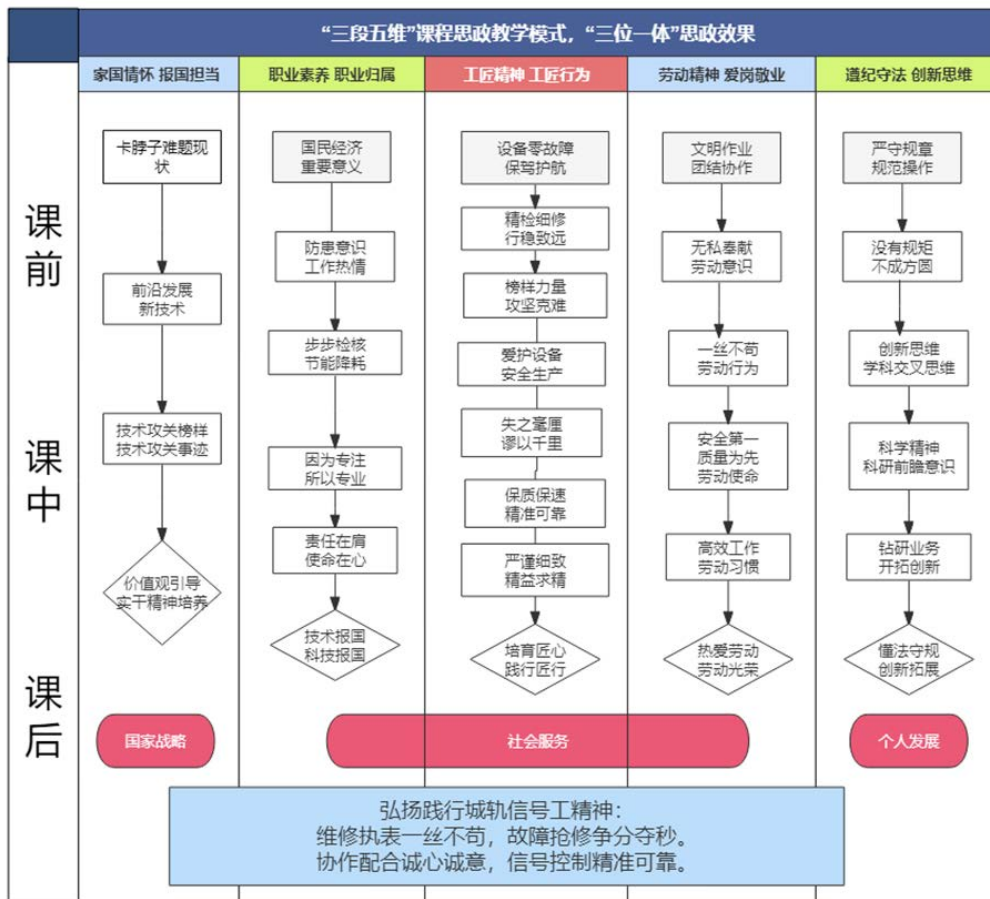 “三段五维”课程思政教学模式，“三位一体”思政效果
家国情怀 报国担当
职业素养 职业归属
工匠精神 工匠行为
劳动精神 爱岗敬业
遵纪守法 创新思维
课
前
课
中
课
后
卡脖子难题现
状
前沿发展
新技术
技术攻关榜样
技术攻关事迹
价值观引导
实干精神培养
国民经济
重要意义
防患意识
工作热情
步步检核
节能降耗
因为专注
所以专业
责任在肩
使命在心
技术报国
科技报国
设备零故障
保驾护航
精检细修
行稳致远
榜样力量
攻坚克难
爱护设备
安全生产
失之毫厘
谬以千里
保质保速
精准可靠
严谨细致
精益求精
培育匠心
践行匠行
文明作业
团结协作
无私奉献
劳动意识
一丝不苟
劳动行为
安全第一
质量为先
劳动使命
高效工作
劳动习惯
热爱劳动
劳动光荣
严守规章
规范操作
没有规矩
不成方圆
创新思维
学科交叉思维
科学精神
科研前瞻意识
钻研业务
开拓创新
懂法守规
创新拓展
国家战略
社会服务
个人发展
弘扬践行城轨信号工精神：
维修执表一丝不苟，故障抢修争分夺秒。
协作配合诚心诚意，信号控制精准可靠。